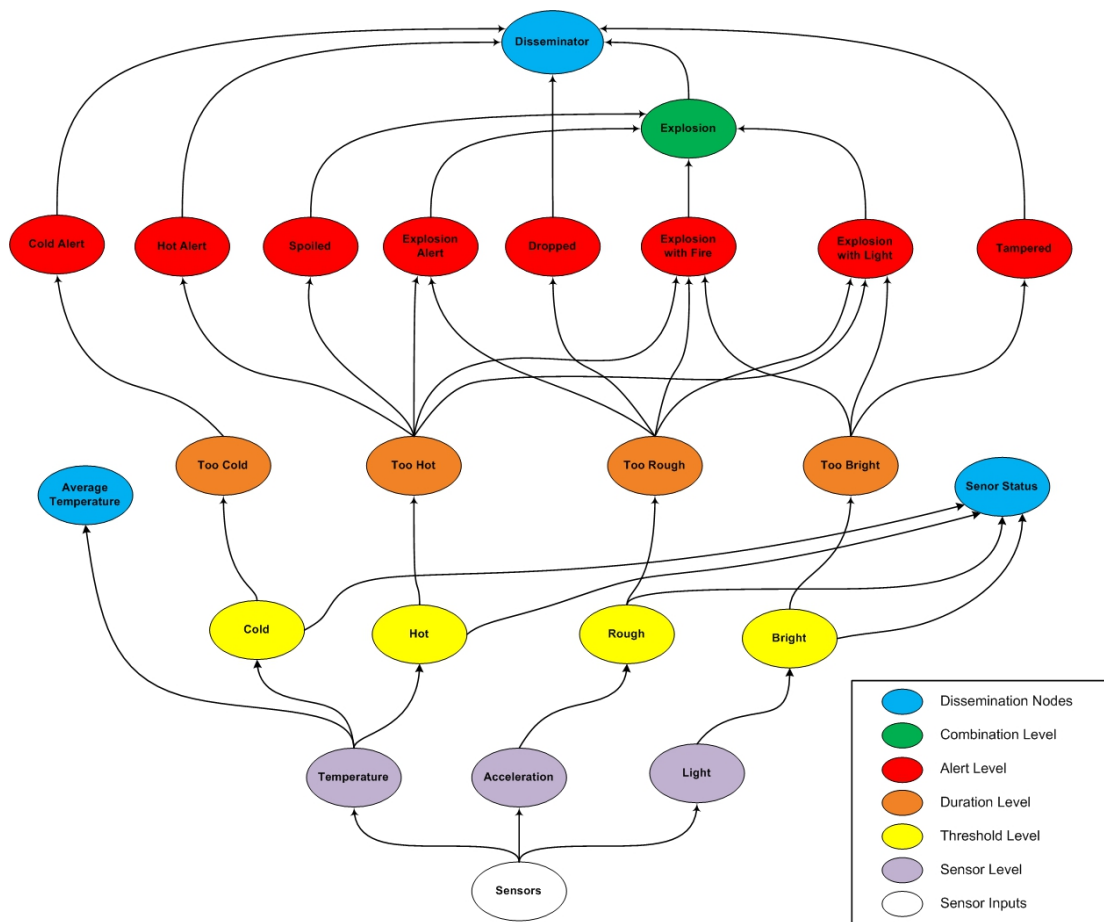 Disseminator
Explosion
Cold Alert
Hot Alert
Spoiled
Explosion
Alert
Dropped
Explosion
with Fire
Explosion
with Light
Tampered
Too Cold
Too Hot
Too Rough
Too Bright
Average
Temperature
Senor Status
Cold
Hot
Rough
Bright
Temperature
Acceleration
Light
Sensors
Dissemination Nodes
Combination Level
Alert Level
Duration Level
Threshold Level
Sensor Level
Sensor Inputs